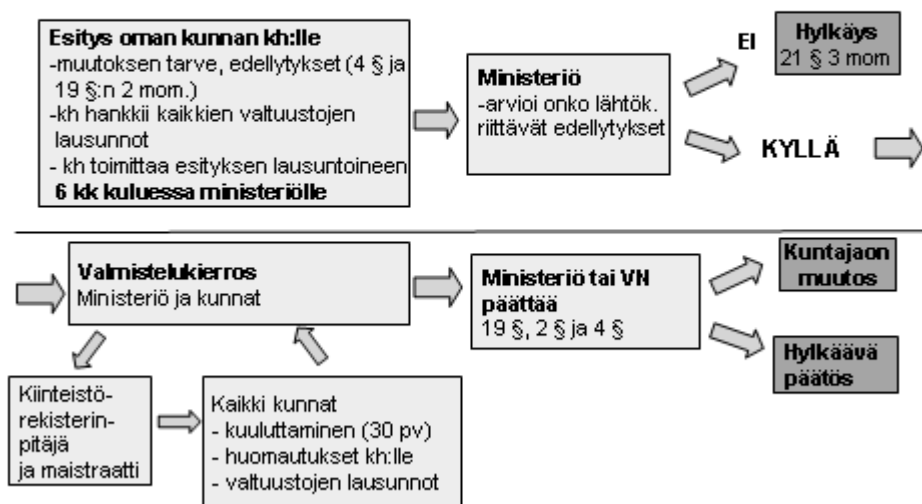 Esitys oman kunnan kh:lle
-muutoksen tarve, edellytykset (4 § ja
19 §:n 2 mom.)
-kh hankkii kaikkien valtuustojen
lausunnot
- kh toimittaa esityksen lausuntoineen
6 kk kuluessa ministeriölle
Ministeriö
-arvioi onko lähtök.
riittävät edellytykset
EI
Hylkäys
21 § 3 mom
KYLLÄ
Valmistelukierros
Ministeriö ja kunnat
Ministeriö tai VN
päättää
19 §, 2 § ja 4 §
Kuntajaon
muutos
Hylkäävä
päätös
Kiinteistö-
rekisterin-
pitäjä
ja maistraatti
Kaikki kunnat
- kuuluttaminen (30 pv)
- huomautukset kh:lle
- valtuustojen lausunnot